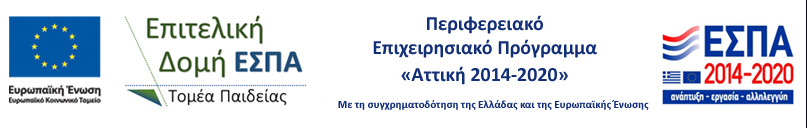 Ευρωπαϊκή Ένωση
Ευρωπαϊκό Κοινωνικό Ταμείο
Επιτελική
Δομή ΕΣΠΑ
Τομέα Παιδείας
Περιφερειακό
Επιχειρησιακό Πρόγραμμα
«Αττική 2014-2020»
Με τη συγχρηματοδότηση της Ελλάδας και της Ευρωπαϊκής Ένωσης
ΕΣΠΑ
2014-2020
ανάπτυξη - εργασία - αλληλεγγύη